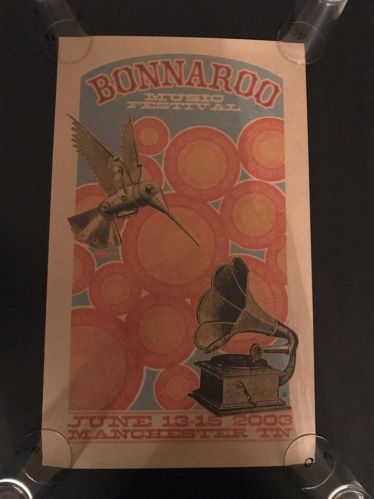 BONNAROO
MUSIC
FESTIVAL
JUNE 13-15 2003
MANCHESTER TN